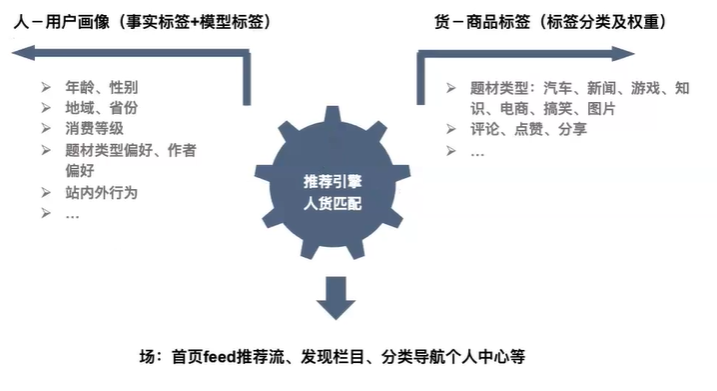 人－用户画像（事实标签+模型标签）
年龄、性别
地域、省份
消费等级
题材类型偏好、作者
偏好
站内外行为
...
货－商品标签（标签分类及权重）
题材类型：汽车、新闻、游戏、知
识、电商、搞笑、图片
评论、点赞、分享
...
推荐引擎
人货匹配
场：首页feed推荐流、发现栏目、分类导航个人中心等